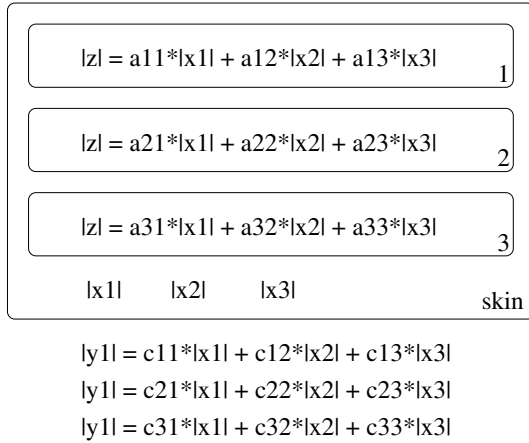 |z| = a11*|x1| + a12*|x2| + a13*|x3|
1
|z| = a21*|x1| + a22*|x2| + a23*|x3|
2
|z| = a31*|x1| + a32*|x2| + a33*|x3|
3
|x1| |x2| |x3|
skin
|y1| = c11*|x1| + c12*|x2| + c13*|x3|
|y1| = c21*|x1| + c22*|x2| + c23*|x3|
|y1| = c31*|x1| + c32*|x2| + c33*|x3|